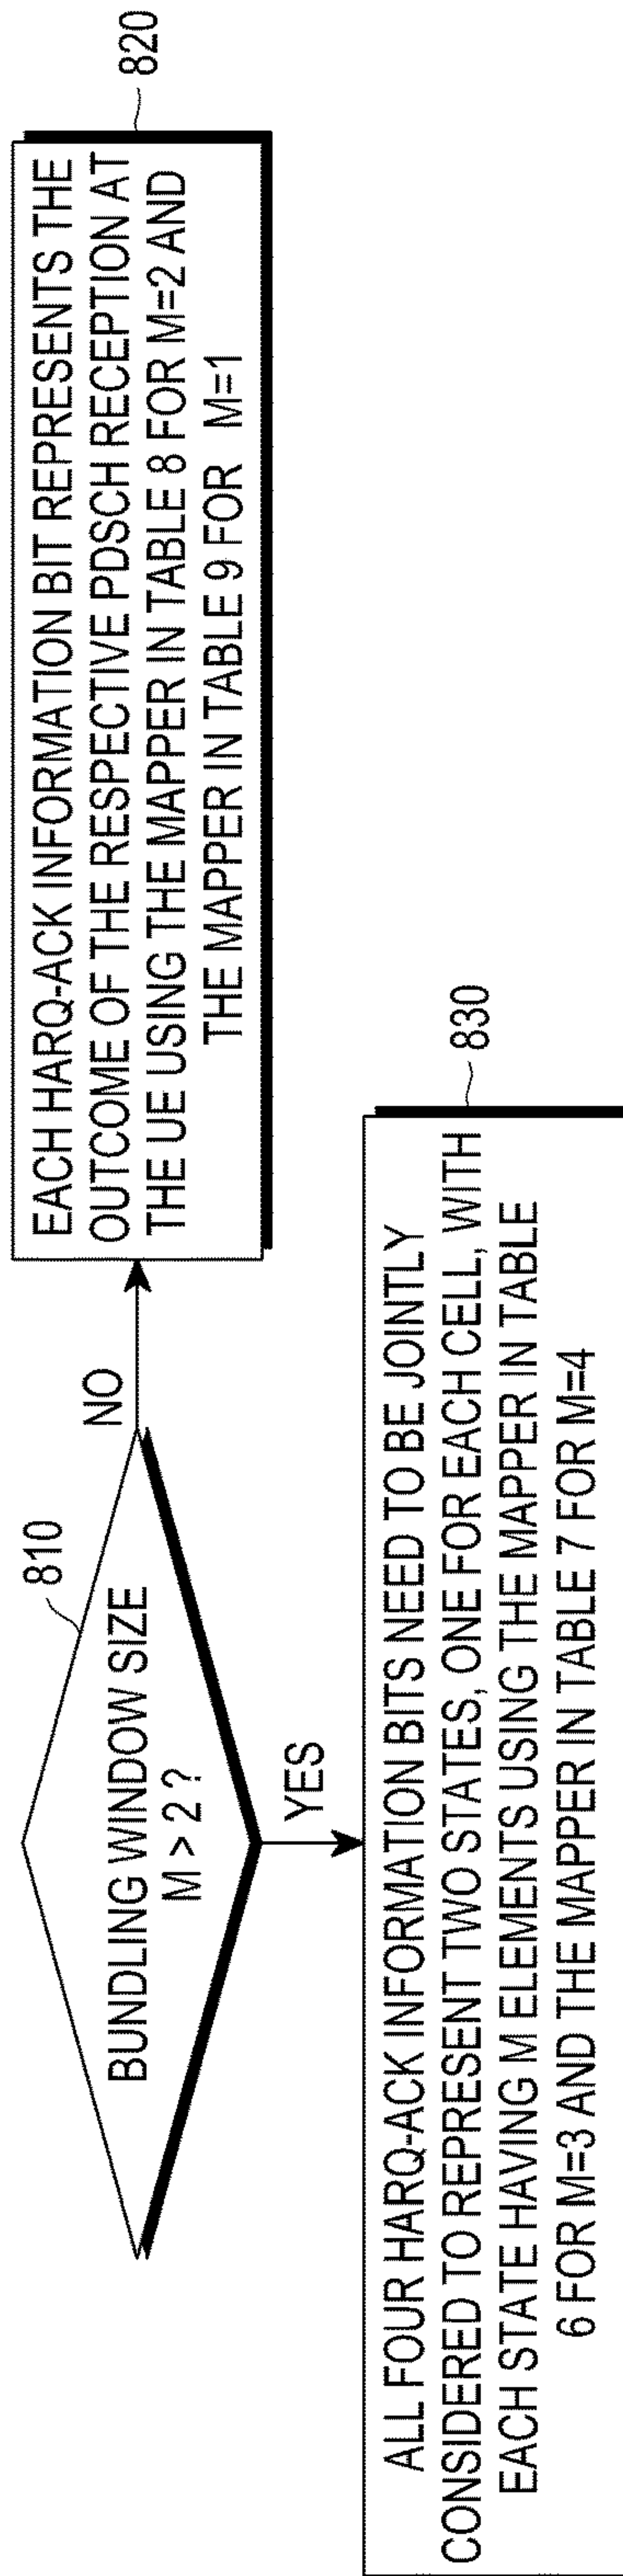 810
BUNDLING WINDOW SIZE
M > 2 ?
NO
EACH HARQ-ACK INFORMATION BIT REPRESENTS THE
OUTCOME OF THE RESPECTIVE PDSCH RECEPTION AT
THE UE USING THE MAPPER IN TABLE 8 FOR M=2 AND
THE MAPPER IN TABLE 9 FOR M=1
820
YES
ALL FOUR HARQ-ACK INFORMATION BITS NEED TO BE JOINTLY
CONSIDERED TO REPRESENT TWO STATES, ONE FOR EACH CELL, WITH
EACH STATE HAVING M ELEMENTS USING THE MAPPER IN TABLE
6 FOR M=3 AND THE MAPPER IN TABLE 7 FOR M=4
830